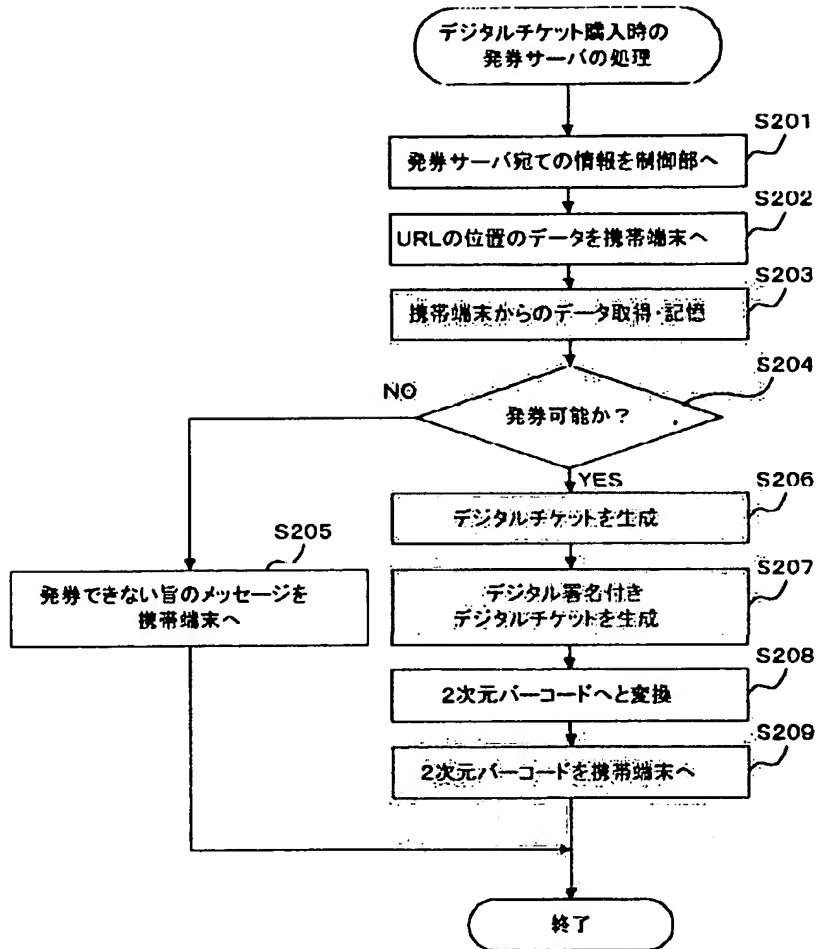 デジタルチケット購入時の
発券サーバの処理
S201
発券サーバ宛ての情報を制御部へ
S202
URLの位置のデータを携帯端末へ
S203
携帯端末からのデータ取得・記憶
S204
発券可能か？
NO
YES
S206
デジタルチケットを生成
S205
発券できない旨のメッセージを
携帯端末へ
S207
デジタル署名付き
デジタルチケットを生成
S208
2次元バーコードへと変換
S209
2次元バーコードを携帯端末へ
終了